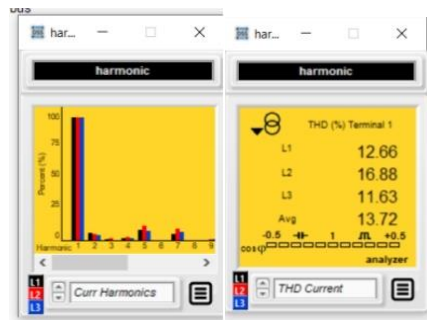 har...
harmonic
100
75
50
25
0
Percent (%)
Harmonic 1 2 3 4 5 6 7 8 9
L1
L2
L3
Curr Harmonics
har...
harmonic
THD (%) Terminal 1
L1 12.66
L2 16.88
L3 11.63
Avg 13.72
-0.5 1 +0.5
cosφ
analyzer
L1
L2
L3
THD Current